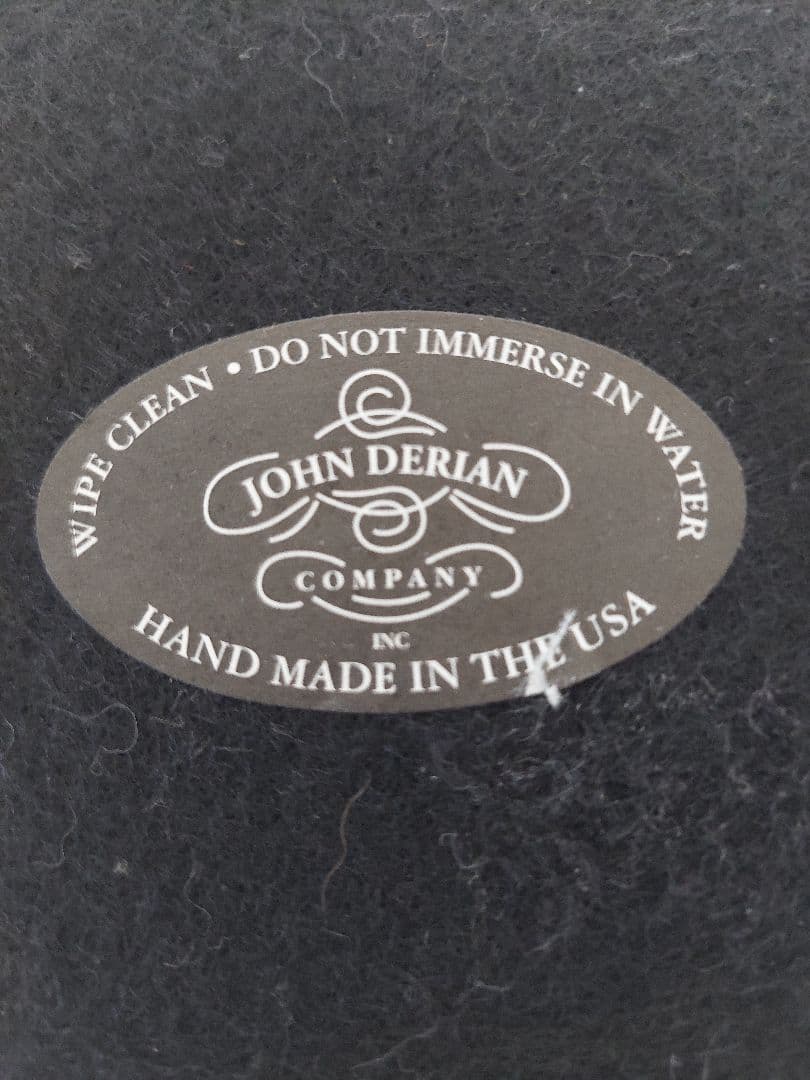 WIPE CLEAN • DO NOT IMMERSE IN WATER
JOHN DERIAN
COMPANY
INC
HAND MADE IN THE USA